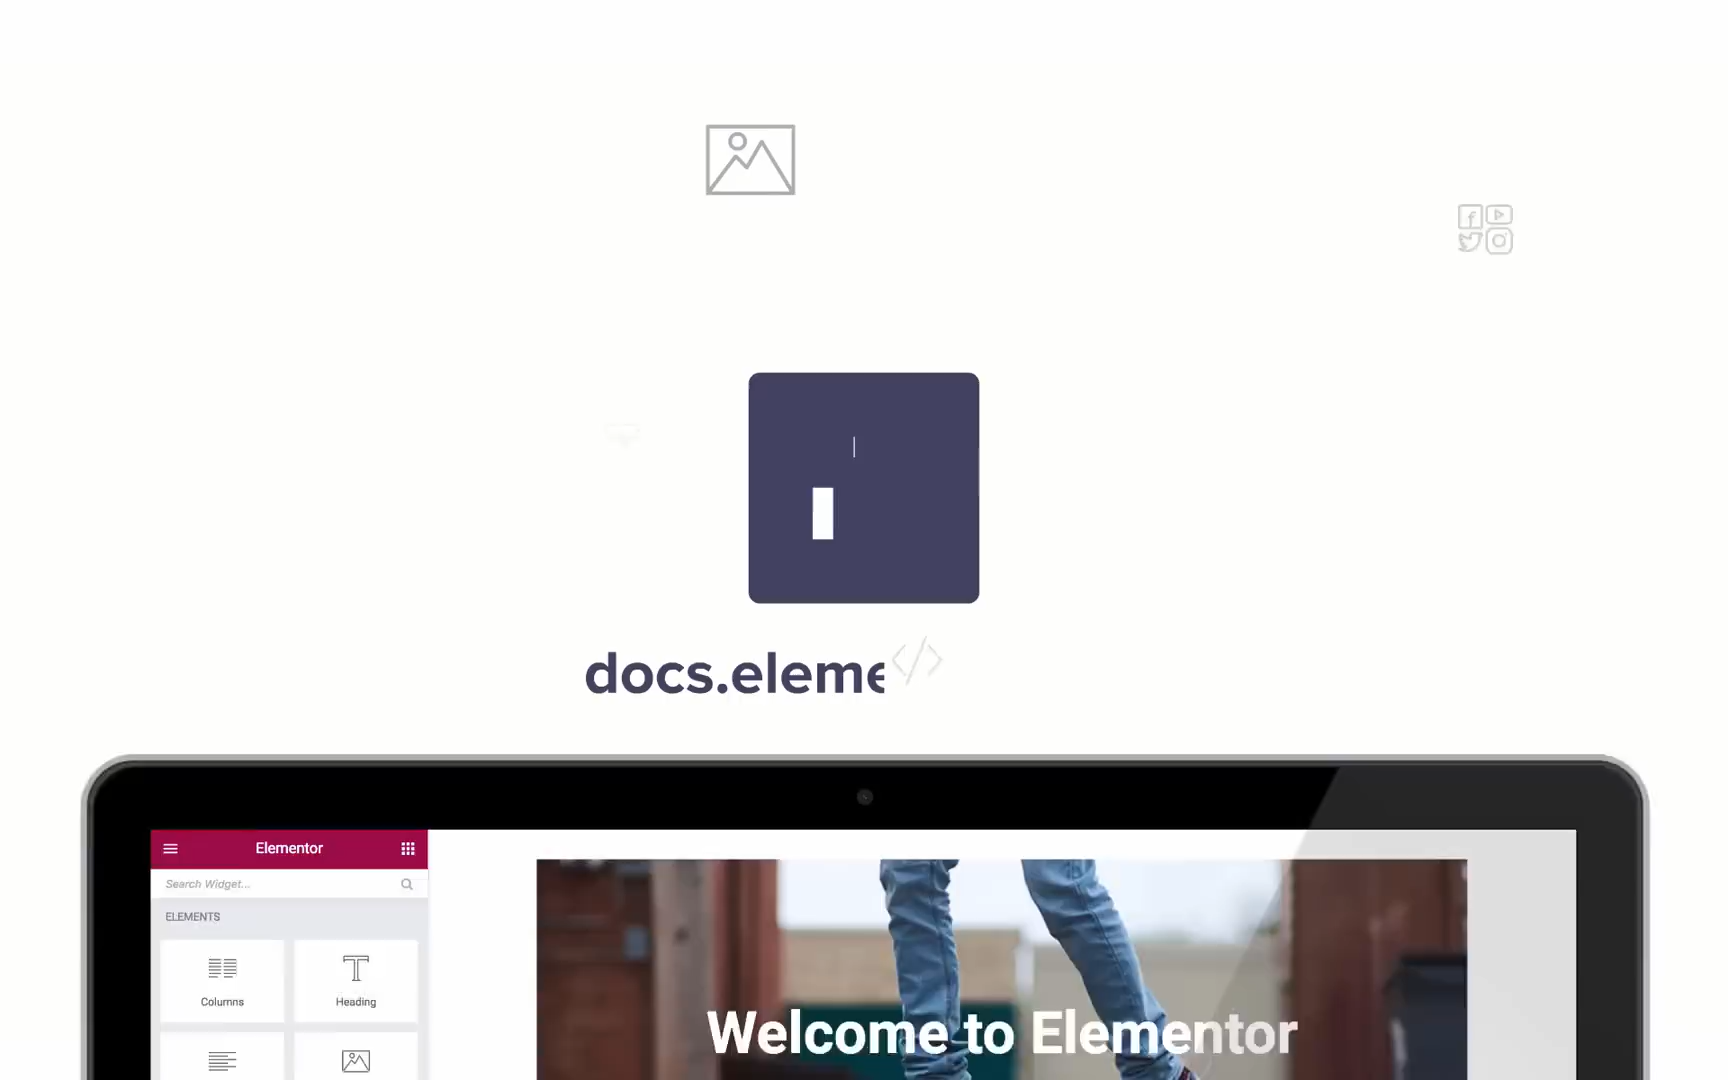 docs.eleme
Elementor
Search Widget...
ELEMENTS
Columns
Heading
Welcome to Elementor